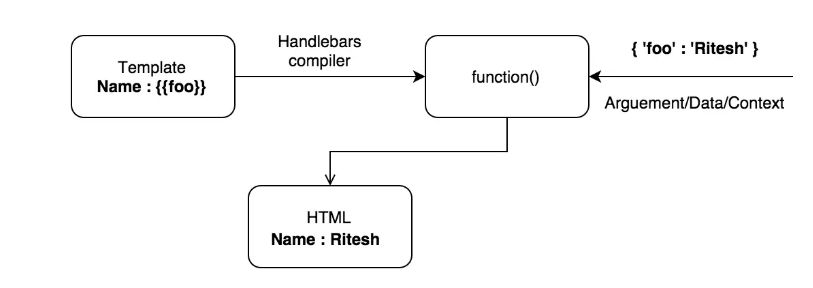 Template
Name : {{foo}}
Handlebars
compiler
function()
{ 'foo' : 'Ritesh' }
Arguement/Data/Context
HTML
Name : Ritesh